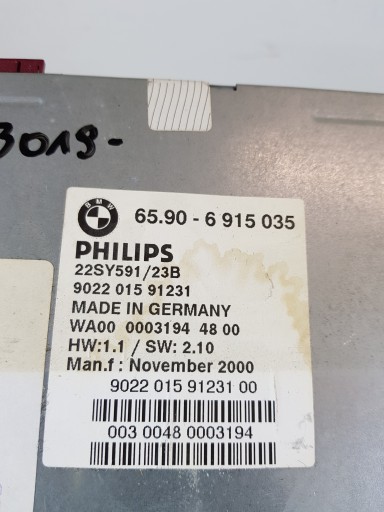 3019-
BMW
65.90 - 6 915 035
PHILIPS
22SY591/23B
9022 015 91231
MADE IN GERMANY
WA00 0003194 48 00
HW:1.1 / SW: 2.10
Man.f : November 2000
9022 015 91231 00
003 0048 0003194